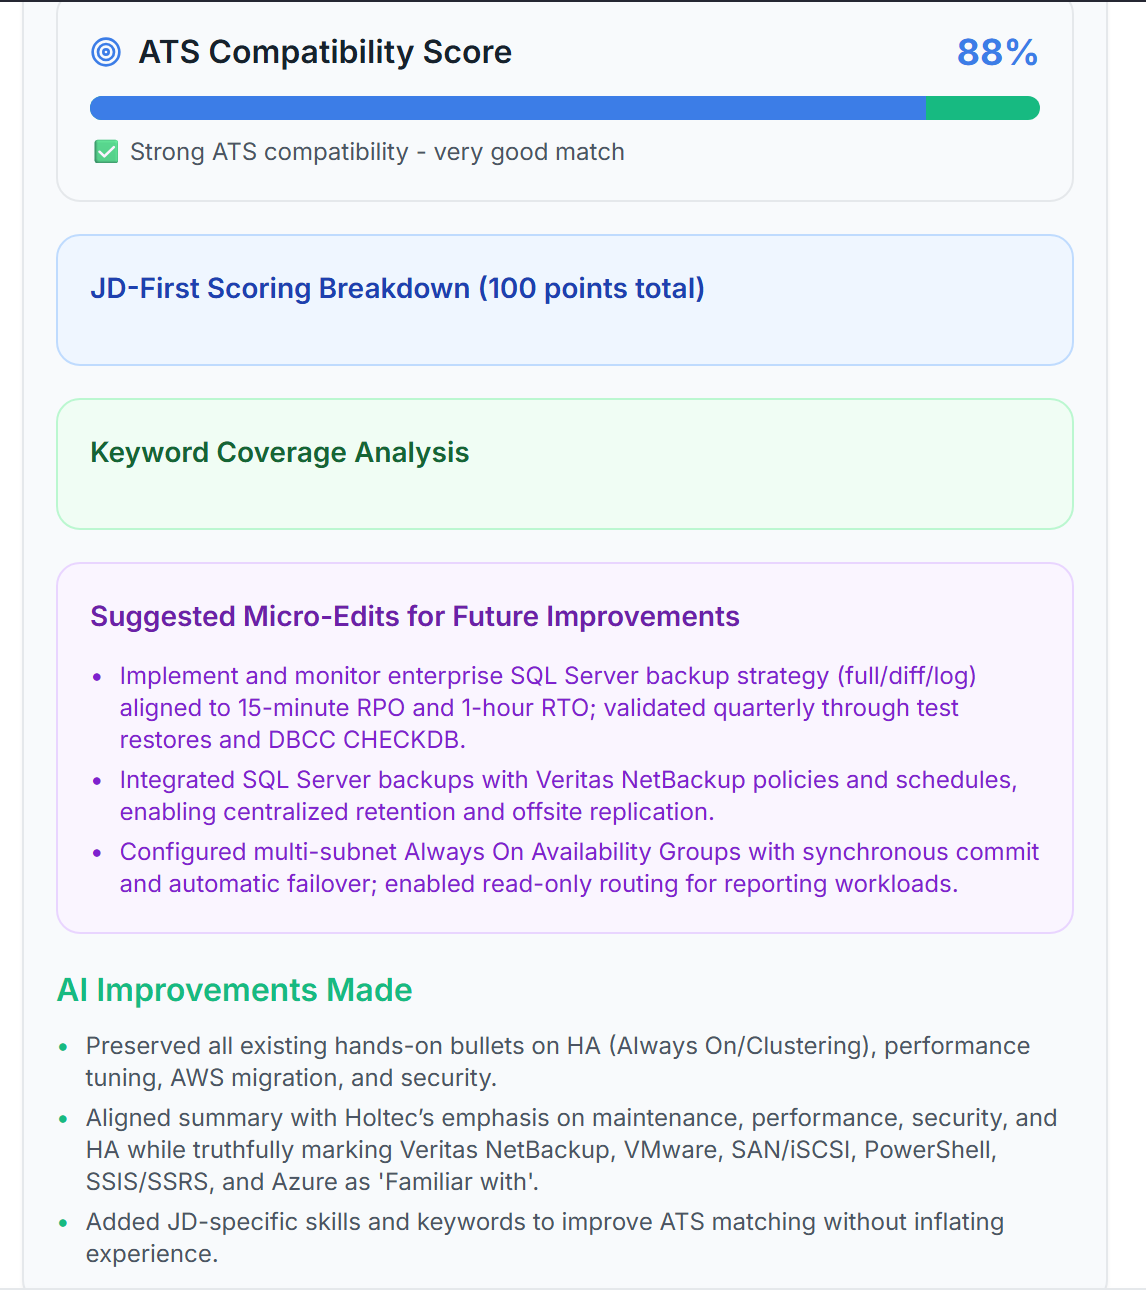 ATS Compatibility Score
88%
✅ Strong ATS compatibility - very good match
JD-First Scoring Breakdown (100 points total)
Keyword Coverage Analysis
Suggested Micro-Edits for Future Improvements
• Implement and monitor enterprise SQL Server backup strategy (full/diff/log)
aligned to 15-minute RPO and 1-hour RTO; validated quarterly through test
restores and DBCC CHECKDB.
• Integrated SQL Server backups with Veritas NetBackup policies and schedules,
enabling centralized retention and offsite replication.
• Configured multi-subnet Always On Availability Groups with synchronous commit
and automatic failover; enabled read-only routing for reporting workloads.
AI Improvements Made
• Preserved all existing hands-on bullets on HA (Always On/Clustering), performance
tuning, AWS migration, and security.
• Aligned summary with Holtec’s emphasis on maintenance, performance, security, and
HA while truthfully marking Veritas NetBackup, VMware, SAN/iSCSI, PowerShell,
SSIS/SSRS, and Azure as 'Familiar with'.
• Added JD-specific skills and keywords to improve ATS matching without inflating
experience.